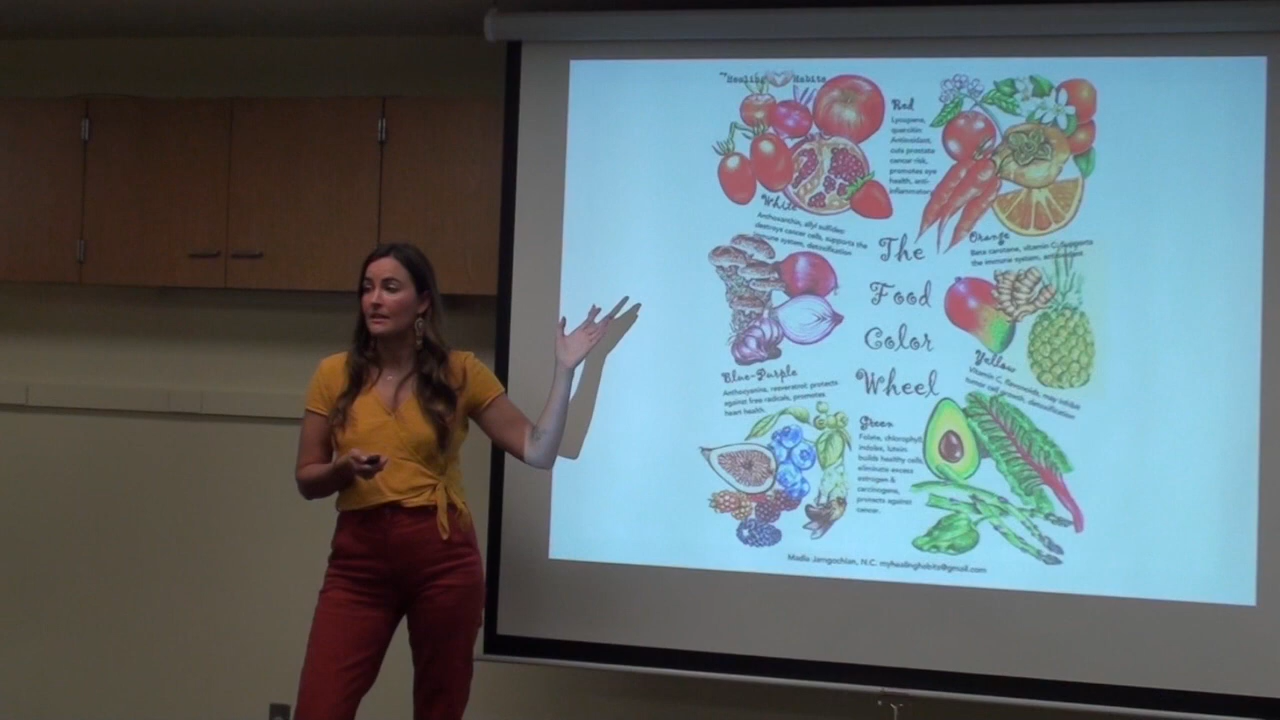 Healing Habits
Red
Lycopene,
quercitin
Antioxidant,
cuts prostate
cancer-risk,
promotes eye
health, anti-
inflammatory
White
Anthoxanthin, allyl sulfides
destroys cancer cells, supports the
immune system, detoxification
Orange
Beta carotene, vitamin C: Supports
the immune system, antioxidant
The
Food
Color
Wheel
Blue-Purple
Anthocyanins, resveratrol: protects
against free radicals, promotes
heart health.
Yellow
Vitamin C, flavonoids, may inhibit
tumor cell growth, detoxification
Green
Folate, chlorophyll,
indoles, lutein
builds healthy cells,
eliminate excess
estrogen &
carcinogens,
protects against
cancer.
Madla Jamgochian, N.C. myhealinghabits@gmail.com